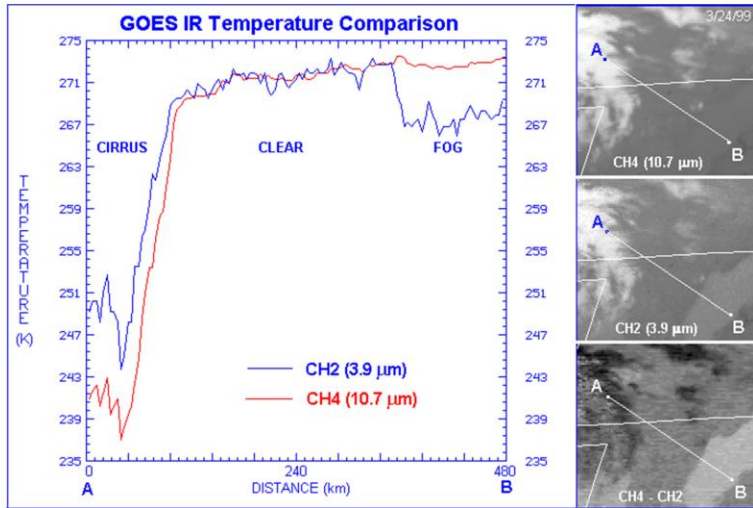 GOES IR Temperature Comparison
275
271
267
263
259
255
251
247
243
239
235
275
271
267
263
259
255
251
247
243
239
235
TEMPERATURE
(K)
CIRRUS
CLEAR
FOG
CH2 (3.9 μm)
CH4 (10.7 μm)
0
240
480
A
DISTANCE (km)
B
3/24/99
A
B
CH4 (10.7 μm)
A
B
CH2 (3.9 μm)
A
B
CH4 - CH2